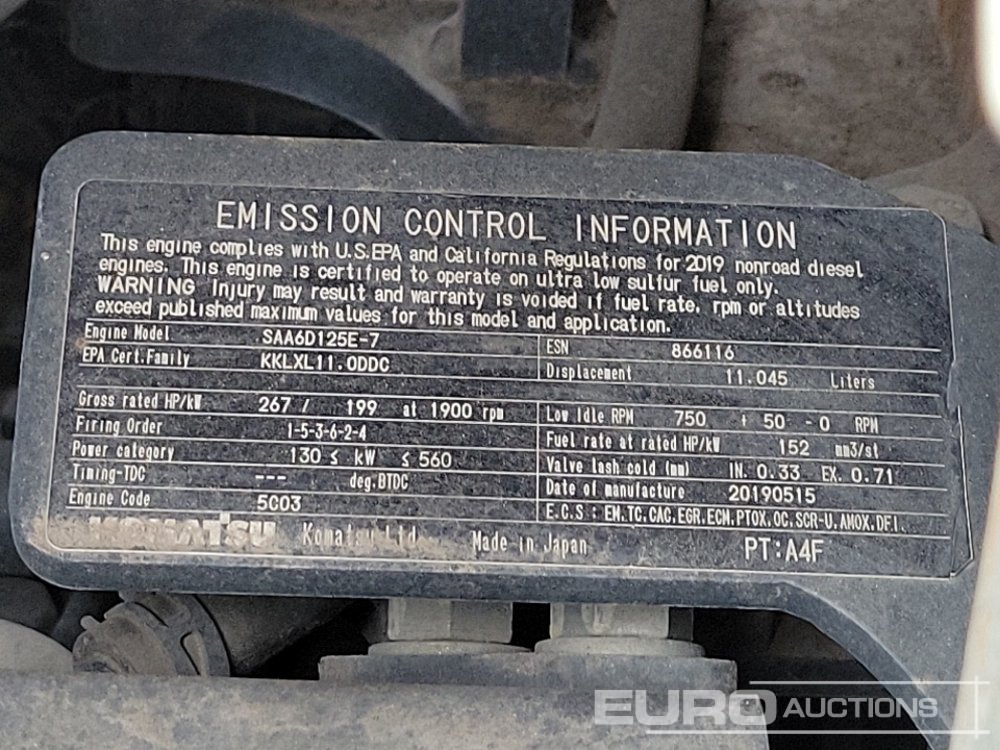 EMISSION CONTROL INFORMATION
This engine complies with U.S.EPA and California Regulations for 2019 nonroad diesel
engines. This engine is certified to operate on ultra low sulfur fuel only.
WARNING Injury may result and warranty is voided if fuel rate, rpm or altitudes
exceed published maximum values for this model and application.
Engine Model SAA6D125E-7
EPA Cert.Family KKLXL11.0DDC
Gross rated HP/kW 267 / 199 at 1900 rpm
Firing Order 1-5-3-6-2-4
Power category 130 ≤ kW ≤ 560
Timing-TDC --- deg.BTDC
Engine Code 5C03
ESN 866116
Displacement 11.045 Liters
Low Idle RPM 750 + 50 - 0 RPM
Fuel rate at rated HP/kW 152 mm3/st
Valve lash cold (mm) IN. 0.33 EX. 0.71
Date of manufacture 20190515
E.C.S : EM,TC,CAC,EGR,ECM,PTOX,OC,SCR-U,AMOX,DFI.
KOMATSU Komatsu Ltd. Made in Japan PT:A4F
EURO AUCTIONS